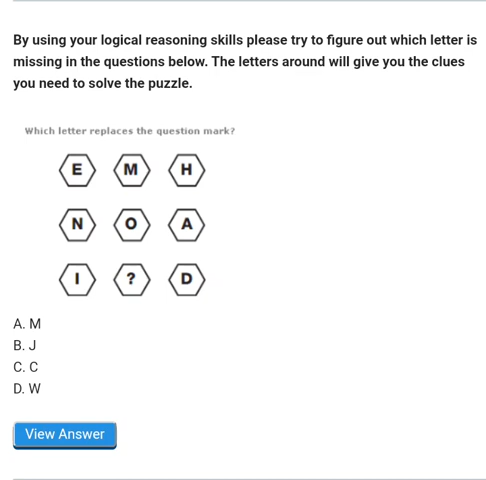 By using your logical reasoning skills please try to figure out which letter is
missing in the questions below. The letters around will give you the clues
you need to solve the puzzle.
Which letter replaces the question mark?
E M H
N O A
I ? D
A. M
B. J
C. C
D. W
View Answer